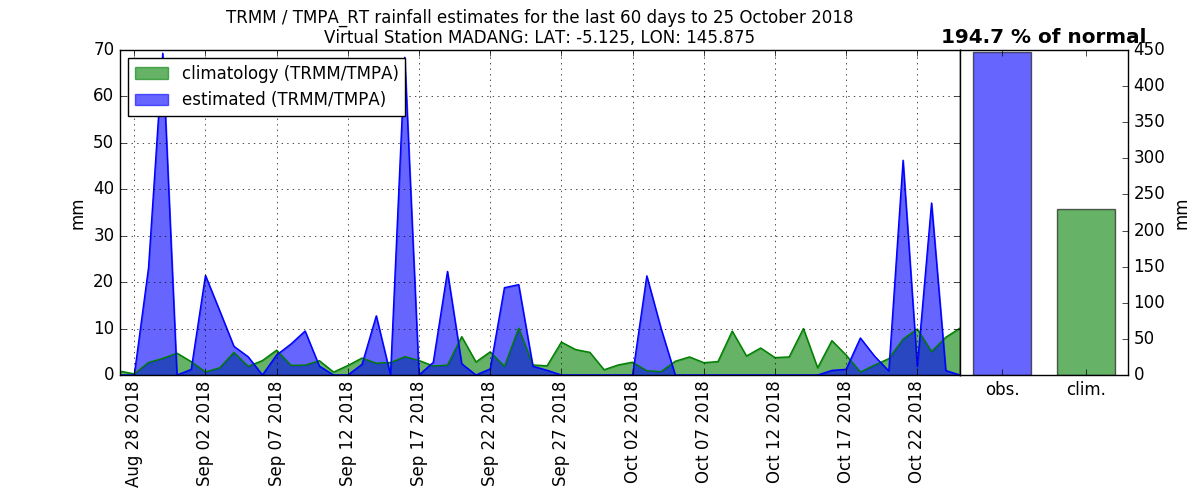 TRMM / TMPA_RT rainfall estimates for the last 60 days to 25 October 2018
Virtual Station MADANG: LAT: -5.125, LON: 145.875
194.7 % of normal
climatology (TRMM/TMPA)
estimated (TRMM/TMPA)
mm
70
60
50
40
30
20
10
0
Aug 28 2018
Sep 02 2018
Sep 07 2018
Sep 12 2018
Sep 17 2018
Sep 22 2018
Sep 27 2018
Oct 02 2018
Oct 07 2018
Oct 12 2018
Oct 17 2018
Oct 22 2018
450
400
350
300
250
200
150
100
50
0
mm
obs.
clim.